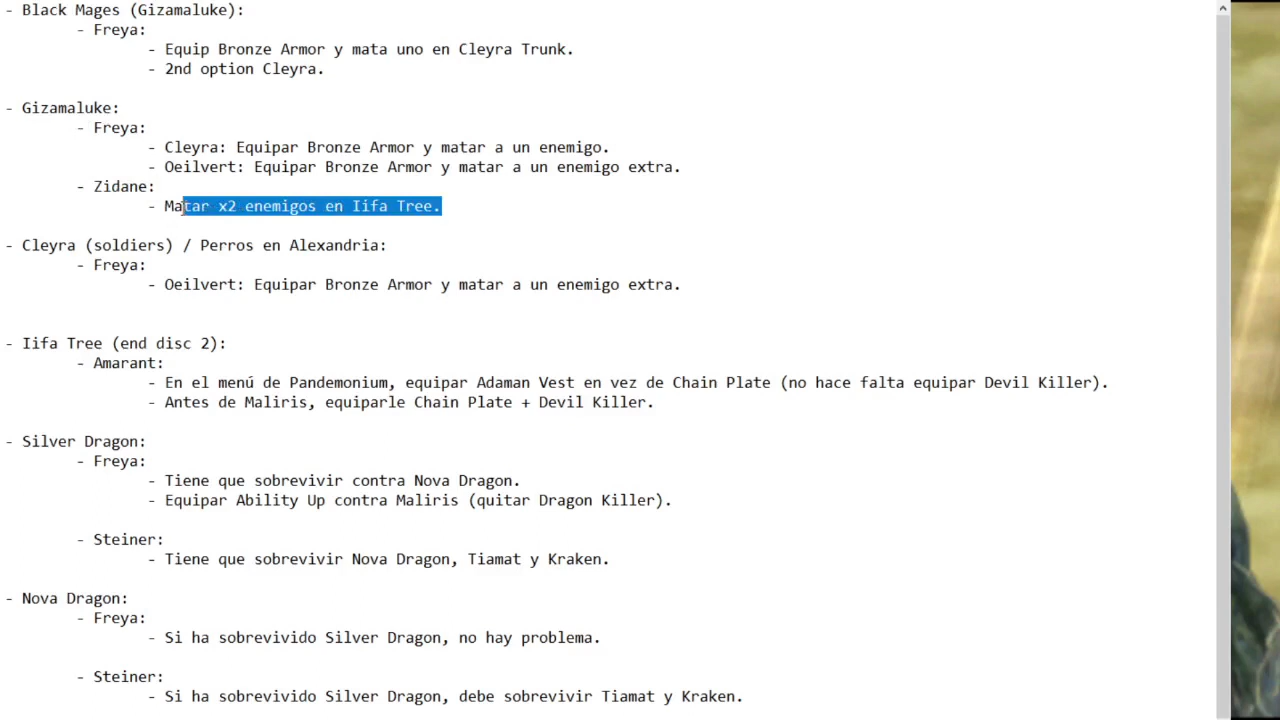 - Black Mages (Gizamaluke):
- Freya:
- Equip Bronze Armor y mata uno en Cleyra Trunk.
- 2nd option Cleyra.
- Gizamaluke:
- Freya:
- Cleyra: Equipar Bronze Armor y matar a un enemigo.
- Oeilvert: Equipar Bronze Armor y matar a un enemigo extra.
- Zidane:
- Matar x2 enemigos en Iifa Tree.
- Cleyra (soldiers) / Perros en Alexandria:
- Freya:
- Oeilvert: Equipar Bronze Armor y matar a un enemigo extra.
- Iifa Tree (end disc 2):
- Amarant:
- En el menú de Pandemonium, equipar Adaman Vest en vez de Chain Plate (no hace falta equipar Devil Killer).
- Antes de Maliris, equiparle Chain Plate + Devil Killer.
- Silver Dragon:
- Freya:
- Tiene que sobrevivir contra Nova Dragon.
- Equipar Ability Up contra Maliris (quitar Dragon Killer).
- Steiner:
- Tiene que sobrevivir Nova Dragon, Tiamat y Kraken.
- Nova Dragon:
- Freya:
- Si ha sobrevivido Silver Dragon, no hay problema.
- Steiner:
- Si ha sobrevivido Silver Dragon, debe sobrevivir Tiamat y Kraken.